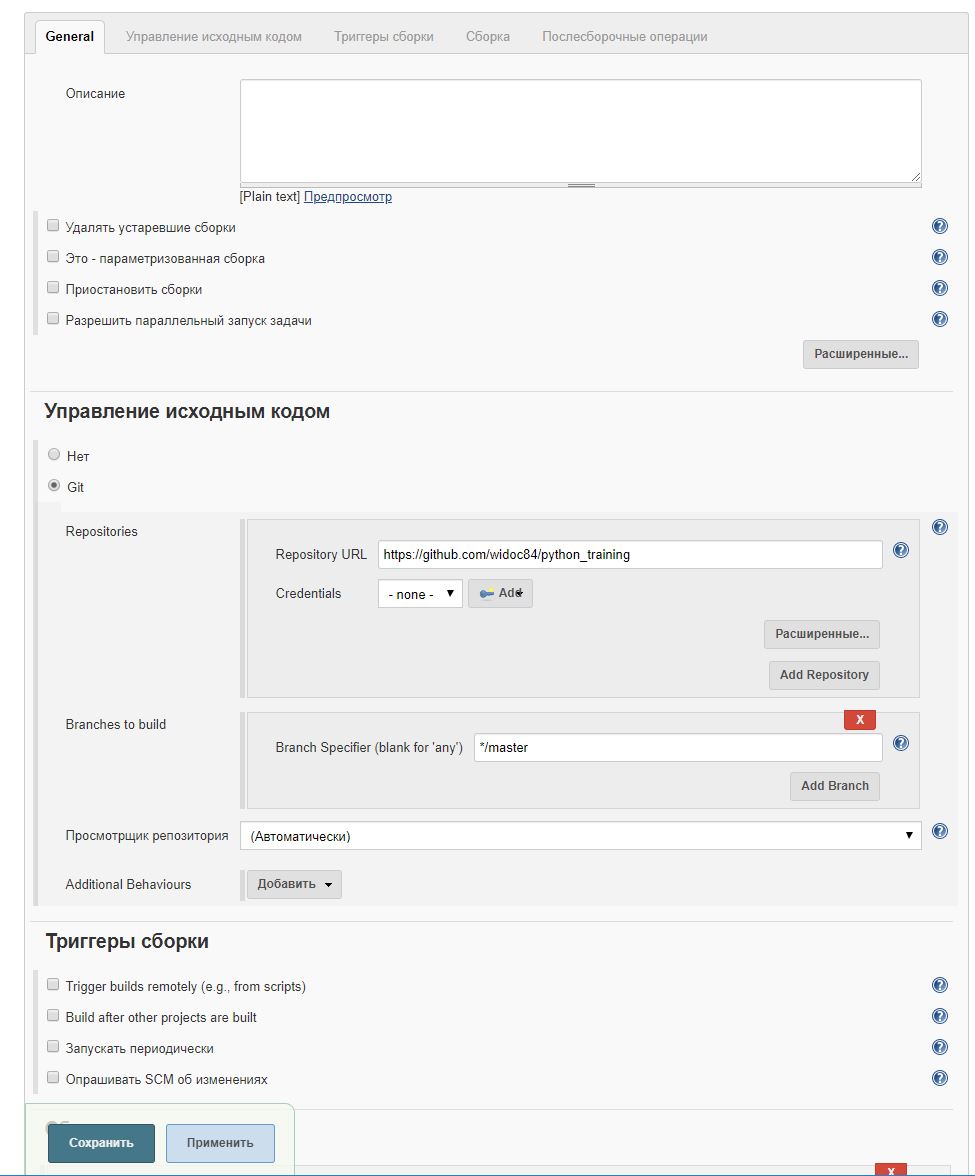 General Управление исходным кодом Триггеры сборки Сборка Послесборочные операции
Описание
[Plain text] Предпросмотр
Удалять устаревшие сборки
Это - параметризованная сборка
Приостановить сборки
Разрешить параллельный запуск задачи
Расширенные...
Управление исходным кодом
Нет
Git
Repositories
Repository URL https://github.com/widoc84/python_training
Credentials - none - Add
Расширенные...
Add Repository
Branches to build
X
Branch Specifier (blank for 'any') */master
Add Branch
Просмотрщик репозитория (Автоматически)
Additional Behaviours Добавить
Триггеры сборки
Trigger builds remotely (e.g., from scripts)
Build after other projects are built
Запускать периодически
Опрашивать SCM об изменениях
Сохранить Применить
X